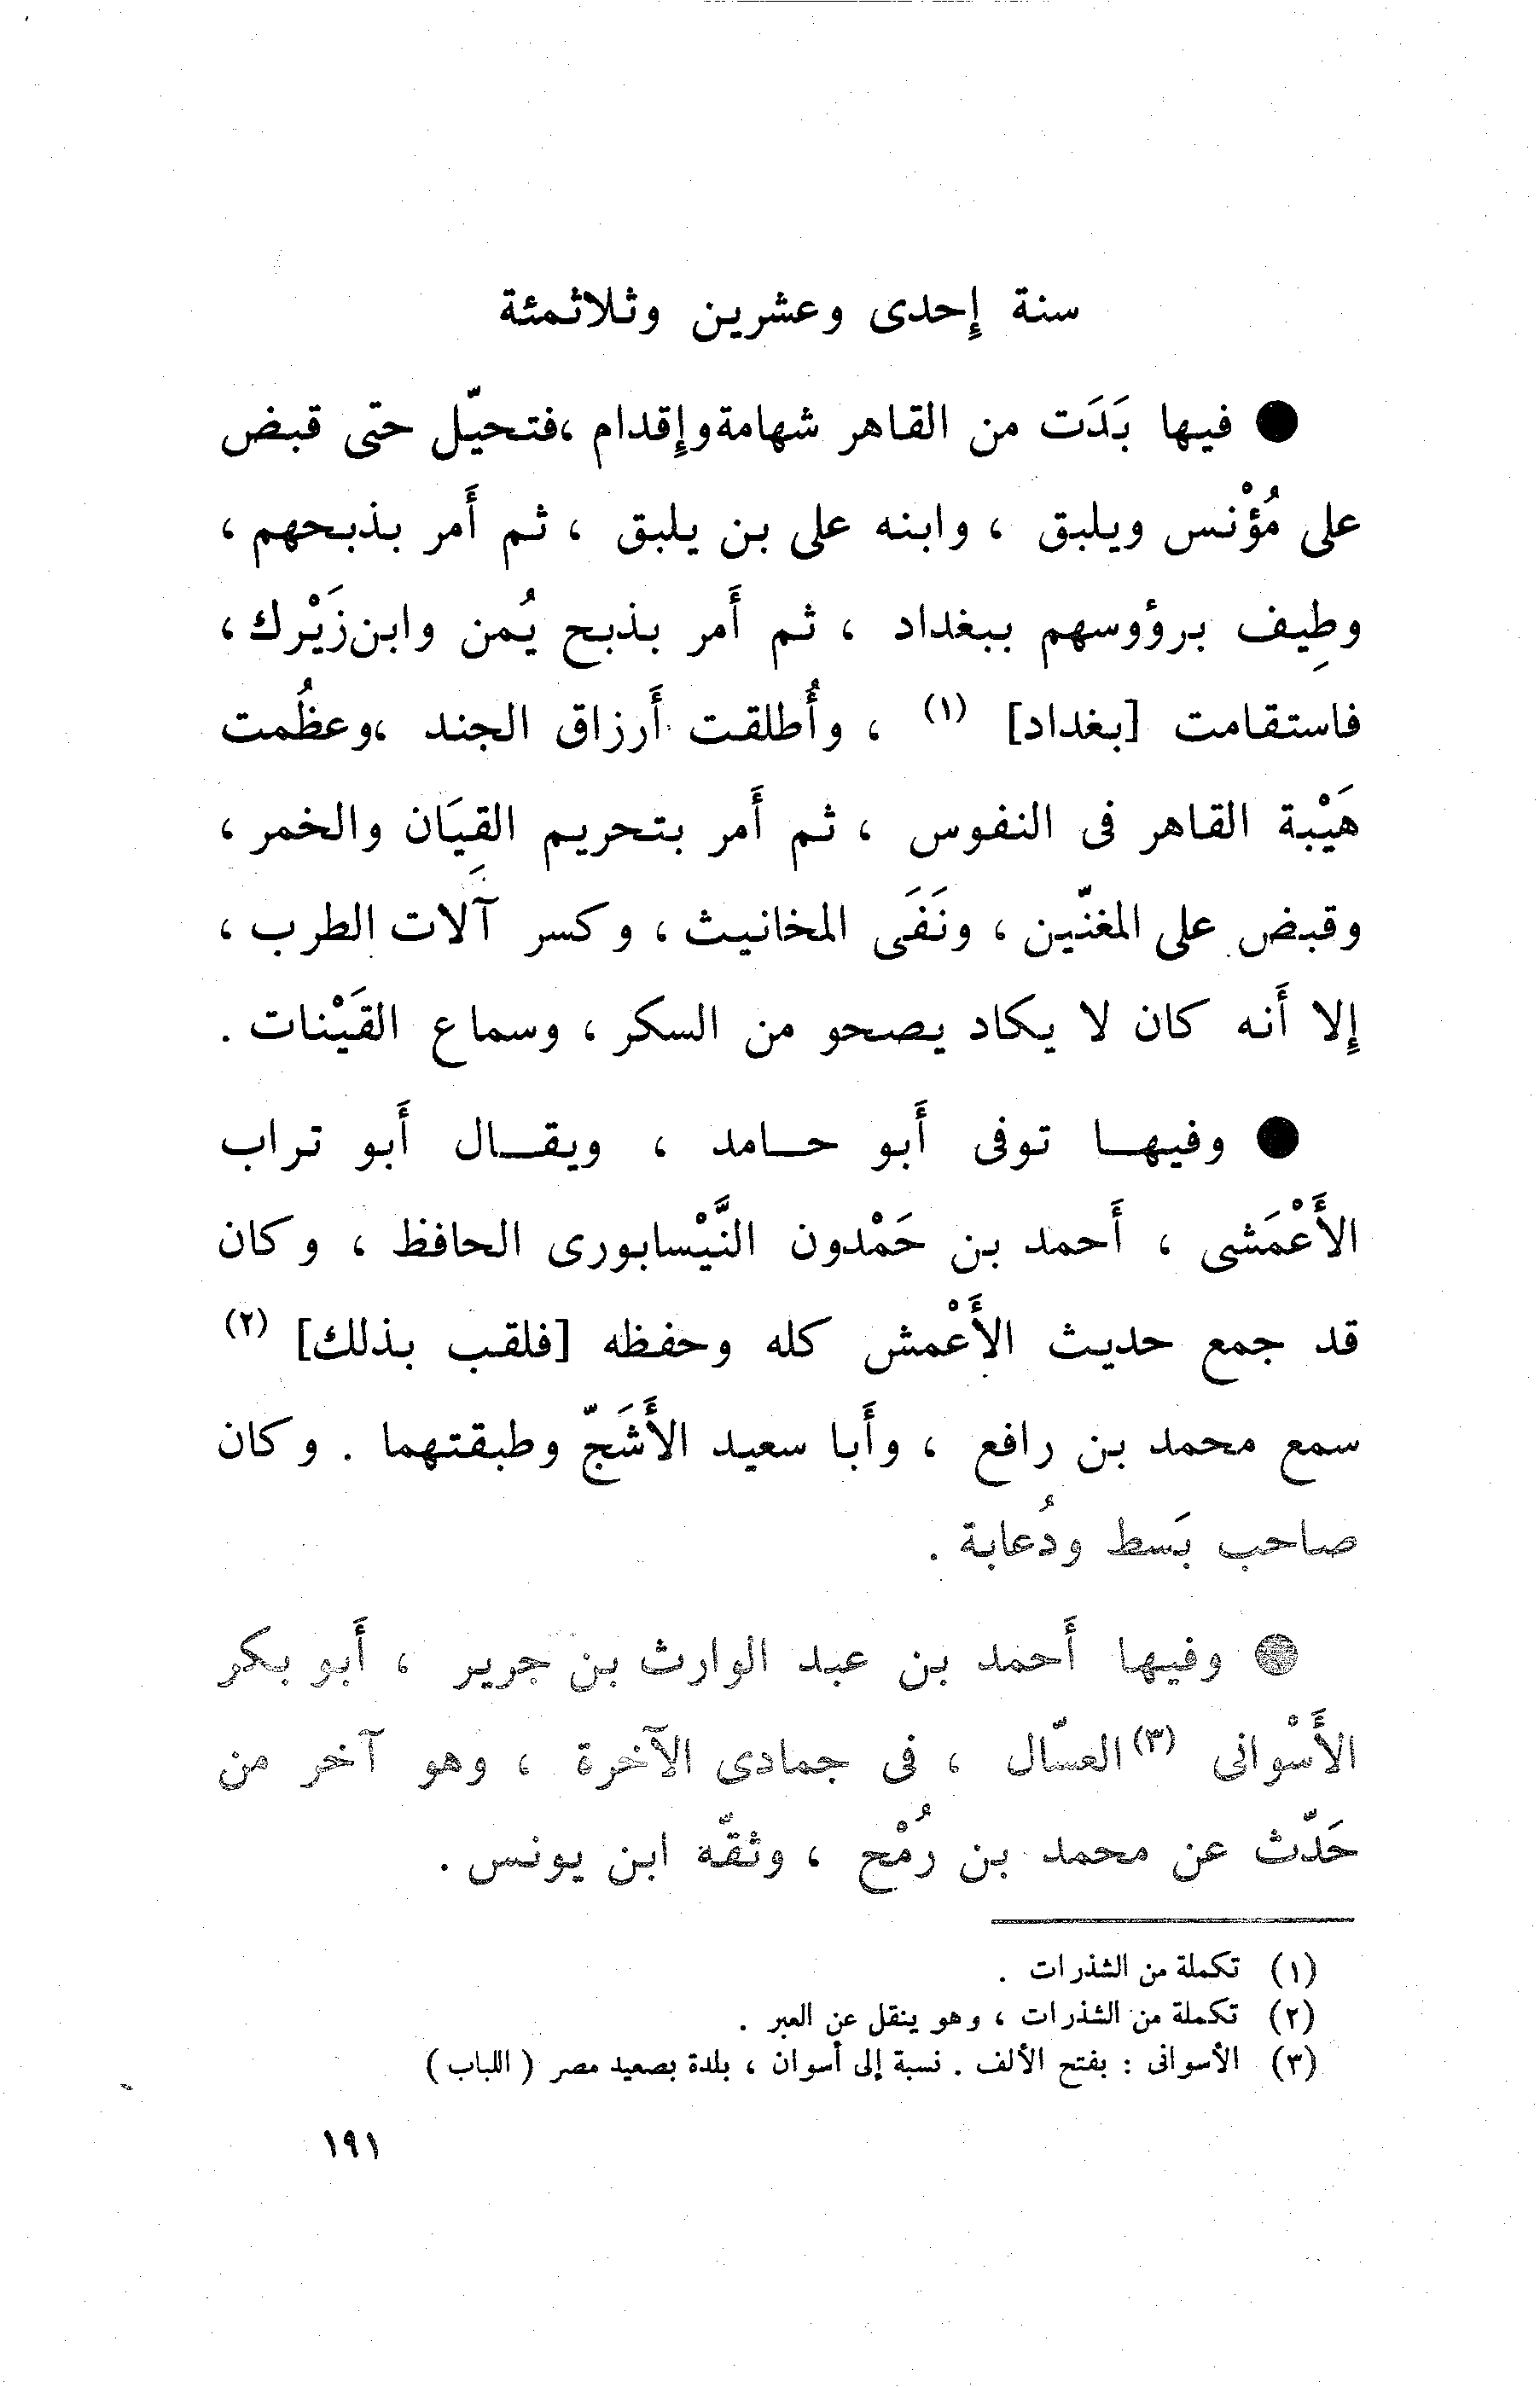 سنة إحدى وعشرين وثلاثمئة
● فيها بَدَت من القاهر شهامة وإقدام ، فتحيّل حتى قبض
على مُؤْنس ويلبق ، وابنه على بن يلبق ، ثم أَمر بذبحهم ،
وطِيف برؤوسهم ببغداد ، ثم أَمر بذبح يُمن وابن زَيْرك ،
فاستقامت [بغداد] (١) ، وأُطلقت أَرزاق الجند ، وعظُمت
هَيْبة القاهر فى النفوس ، ثم أَمر بتحريم القِيَان والخمر ،
وقبض على المغنّين ، ونَفَى المخانيث ، وكسر آلات الطرب ،
إلا أَنه كان لا يكاد يصحو من السكر ، وسماع القَيْنات .
● وفيهــا توفى أَبو حــامد ، ويقــال أَبو تراب
الأَعْمَشى ، أَحمد بن حَمْدون النَّيْسابورى الحافظ ، وكان
قد جمع حديث الأَعْمش كله وحفظه [فلقب بذلك] (٢)
سمع محمد بن رافع ، وأَبا سعيد الأَشَجّ وطبقتهما . وكان
صاحب بَسط ودُعابة .
● وفيها أَحمد بن عبد الوارث بن جرير ، أَبو بكر
الأَسْوانى (٣) العسّال ، فى جمادى الآخرة ، وهو آخر من
حَدّث عن محمد بن رُمْح ، وثقّه ابن يونس .
(١) تكملة من الشذرات .
(٢) تكملة من الشذرات ، وهو ينقل عن العبر .
(٣) الأسوانى : بفتح الألف . نسبة إلى أسوان ، بلدة بصعيد مصر ( اللباب )
١٩١